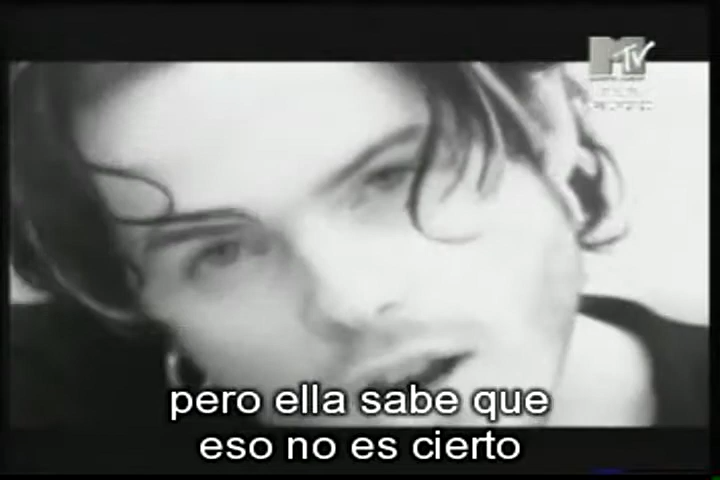 MTV
pero ella sabe que
eso no es cierto